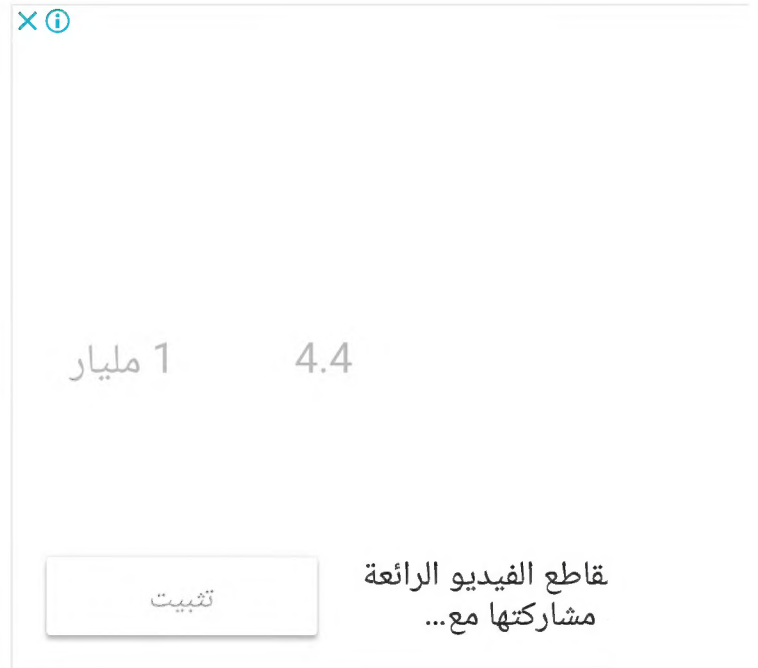 4.4
1 مليار
قاطع الفيديو الرائعة
مشاركتها مع...
تثبيت